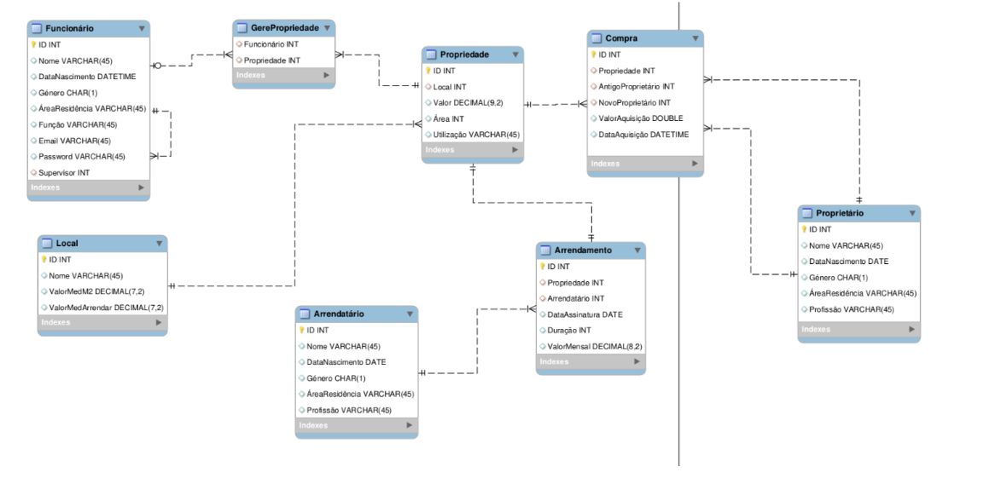 Funcionário
ID INT
Nome VARCHAR(45)
DataNascimento DATETIME
Género CHAR(1)
ÁreaResidência VARCHAR(45)
Função VARCHAR(45)
Email VARCHAR(45)
Password VARCHAR(45)
Supervisor INT
Indexes
GerePropriedade
Funcionário INT
Propriedade INT
Indexes
Propriedade
ID INT
Local INT
Valor DECIMAL(9,2)
Área INT
Utilização VARCHAR(45)
Indexes
Compra
ID INT
Propriedade INT
AntigoProprietário INT
NovoProprietário INT
ValorAquisição DOUBLE
DataAquisição DATETIME
Indexes
Proprietário
ID INT
Nome VARCHAR(45)
DataNascimento DATE
Género CHAR(1)
ÁreaResidência VARCHAR(45)
Profissão VARCHAR(45)
Indexes
Local
ID INT
Nome VARCHAR(45)
ValorMedM2 DECIMAL(7,2)
ValorMedArrendar DECIMAL(7,2)
Indexes
Arrendamento
ID INT
Propriedade INT
Arrendatário INT
DataAssinatura DATE
Duração INT
ValorMensal DECIMAL(8,2)
Indexes
Arrendatário
ID INT
Nome VARCHAR(45)
DataNascimento DATE
Género CHAR(1)
ÁreaResidência VARCHAR(45)
Profissão VARCHAR(45)
Indexes